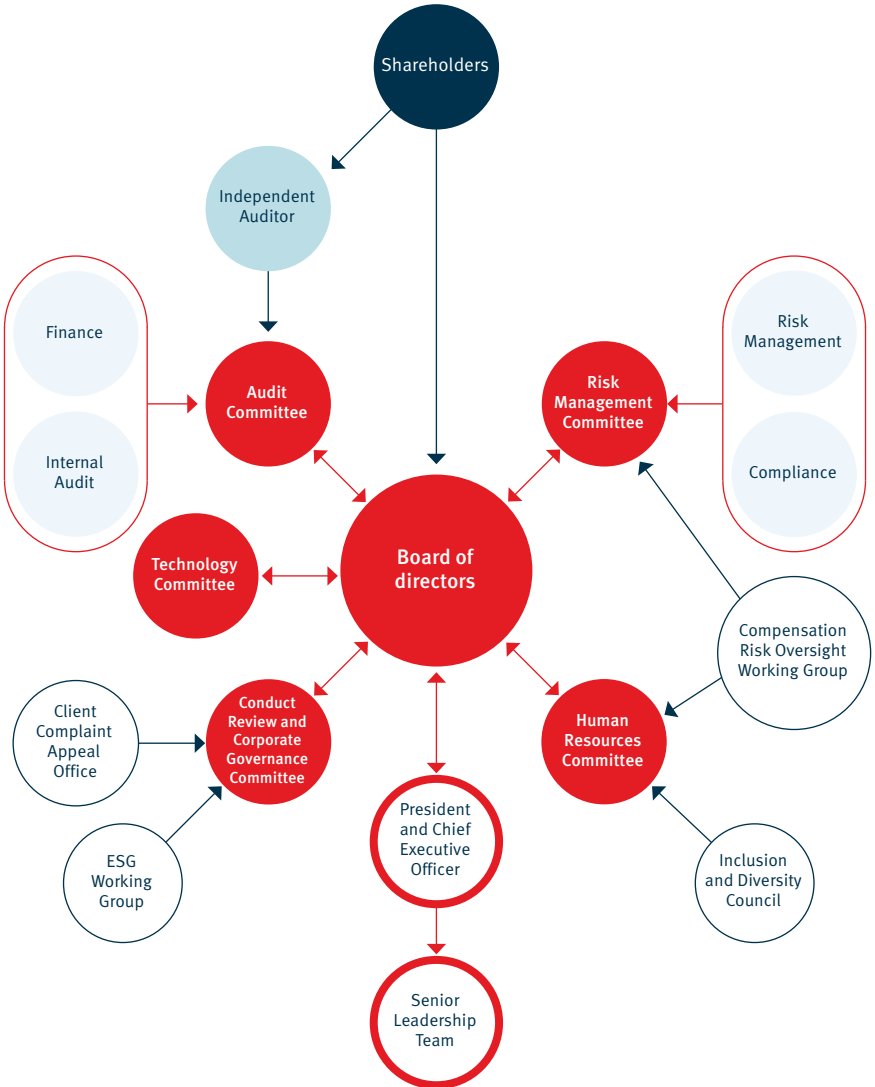 Shareholders
Independent
Auditor
Finance
Internal
Audit
Audit
Committee
Risk
Management
Committee
Risk
Management
Compliance
Board of
directors
Technology
Committee
Compensation
Risk Oversight
Working Group
Client
Complaint
Appeal
Office
Conduct
Review and
Corporate
Governance
Committee
Human
Resources
Committee
President
and Chief
Executive
Officer
ESG
Working
Group
Inclusion
and Diversity
Council
Senior
Leadership
Team